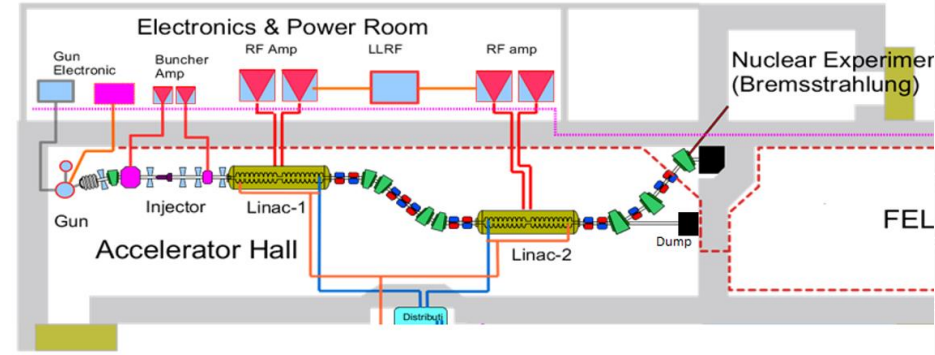 Electronics & Power Room
Gun
Electronic
Buncher
Amp
RF Amp
LLRF
RF amp
Nuclear Experimer
(Bremsstrahlung)
Gun
Injector
Linac-1
Linac-2
Dump
FEL
Accelerator Hall
Distributi